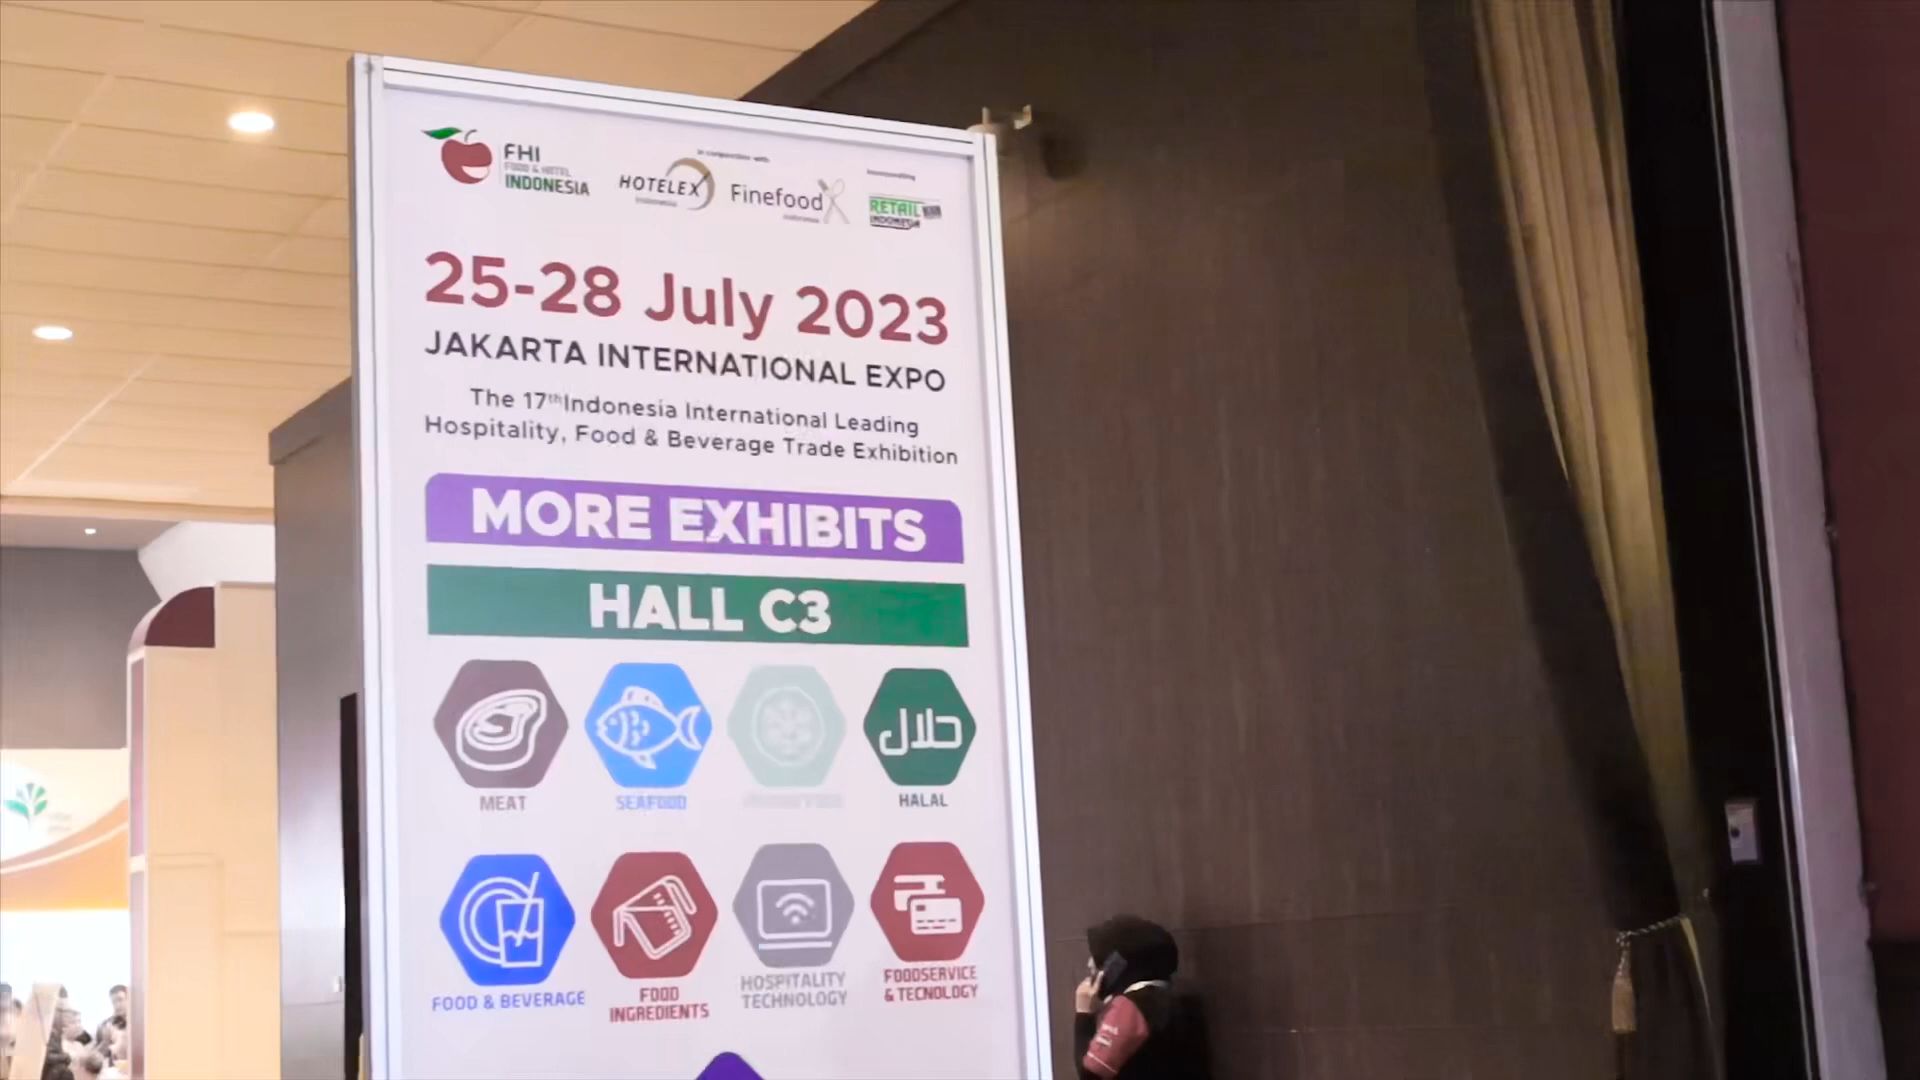 FHI
FOOD & HOTEL
INDONESIA
in conjunction with
HOTELEX
Indonesia
Finefood
Indonesia
Incorporating
RETAIL
INDONESIA
25-28 July 2023
JAKARTA INTERNATIONAL EXPO
The 17th Indonesia International Leading
Hospitality, Food & Beverage Trade Exhibition
MORE EXHIBITS
HALL C3
حلال
MEAT
SEAFOOD
HALAL
FOOD & BEVERAGE
FOOD
INGREDIENTS
HOSPITALITY
TECHNOLOGY
FOODSERVICE
& TECNOLOGY